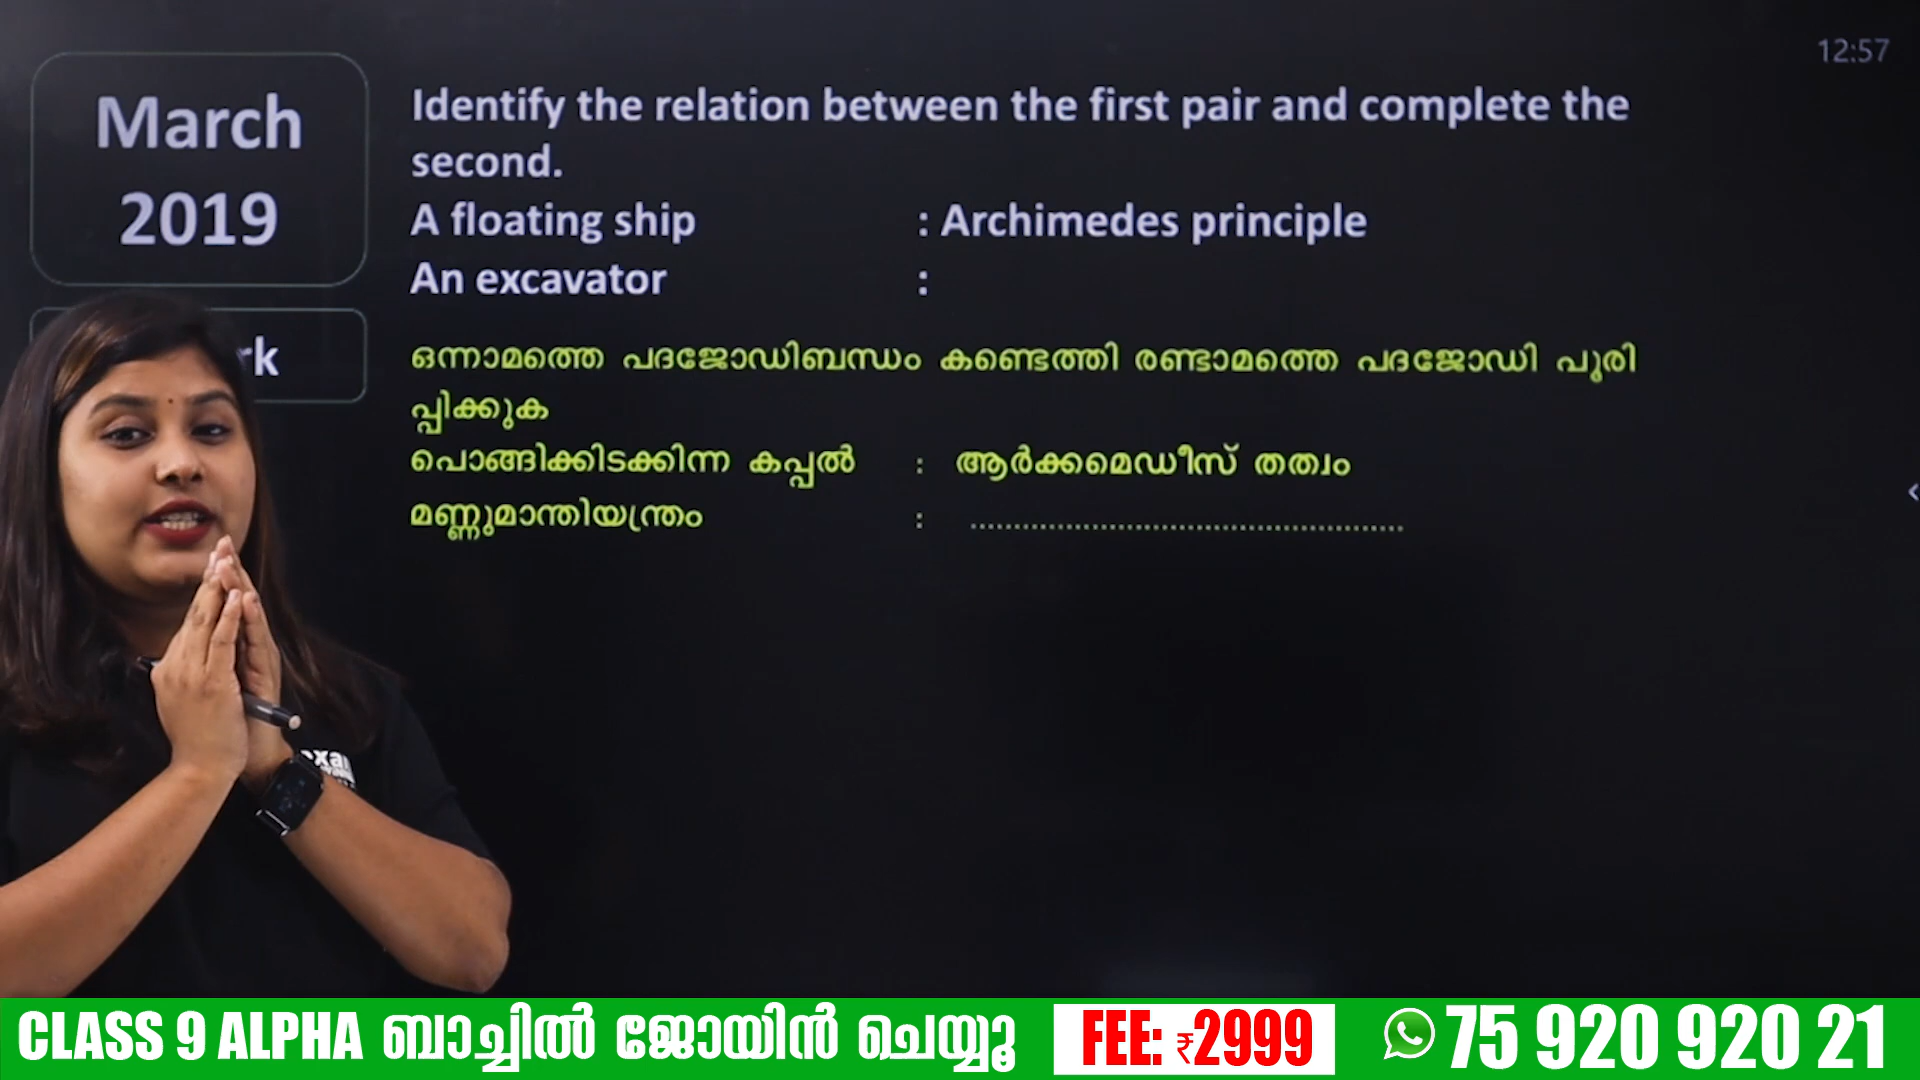 12:57
March
2019
Identify the relation between the first pair and complete the
second.
A floating ship : Archimedes principle
An excavator :
ഒന്നാമത്തെ പദജോഡിബന്ധം കണ്ടെത്തി രണ്ടാമത്തെ പദജോഡി പൂരി
പ്പിക്കുക
പൊങ്ങിക്കിടക്കിന്ന കപ്പൽ : ആർക്കമെഡീസ് തത്വം
മണ്ണുമാന്തിയന്ത്രം : ................................................
CLASS 9 ALPHA ബാച്ചിൽ ജോയിൻ ചെയ്യൂ FEE: ₹2999 75 920 920 21